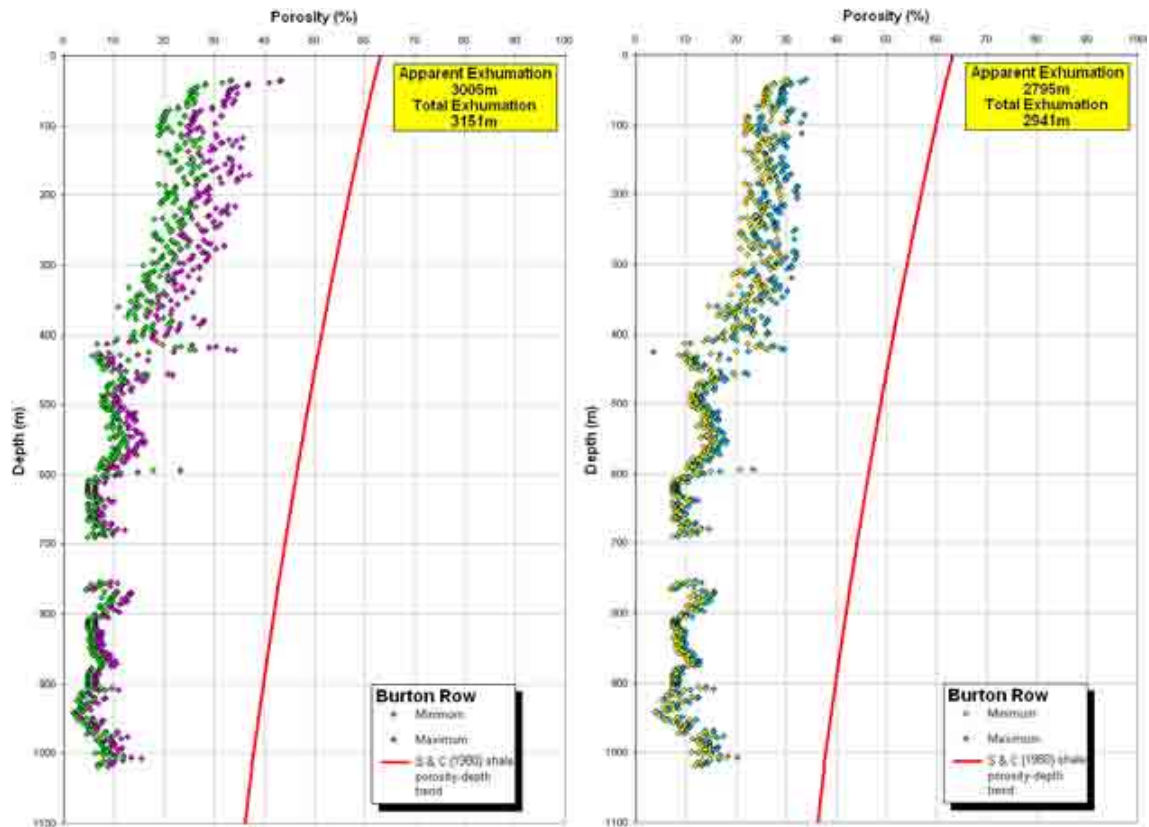 Porosity (%)
0 10 20 30 40 50 60 70 80 90 100
0
100
200
300
400
500
600
700
800
900
1000
1100
Depth (m)
Apparent Exhumation
3005m
Total Exhumation
3151m
Burton Row
Minimum
Maximum
S & C (1980) shale
porosity-depth
trend
Porosity (%)
0 10 20 30 40 50 60 70 80 90 100
0
100
200
300
400
500
600
700
800
900
1000
1100
Depth (m)
Apparent Exhumation
2795m
Total Exhumation
2941m
Burton Row
Minimum
Maximum
S & C (1980) shale
porosity-depth
trend